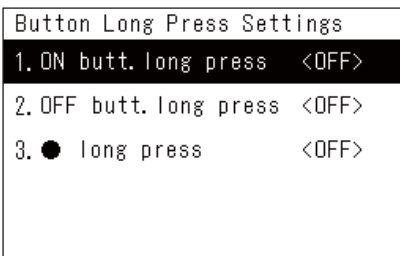 Button Long Press Settings
1. ON butt. long press <OFF>
2. OFF butt. long press <OFF>
3. ● long press <OFF>